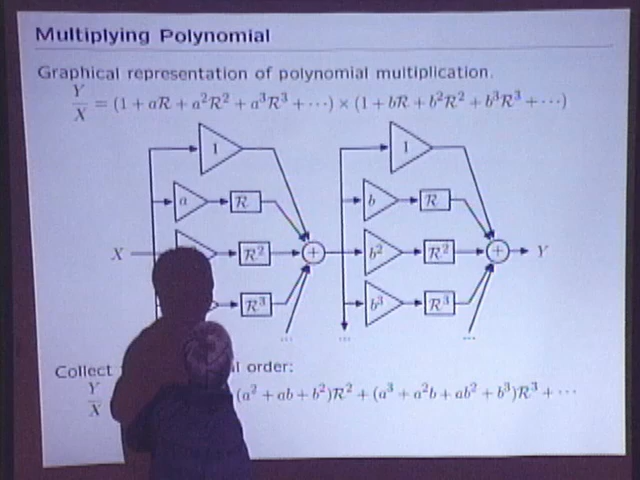 Multiplying Polynomial
Graphical representation of polynomial multiplication.
Y/X = (1 + aR + a²R² + a³R³ + ···) × (1 + bR + b²R² + b³R³ + ···)
1 1
a R b R
X R² + b² R² + Y
R³ b³ R³
... ... ...
Collect l order:
Y/X (a² + ab + b²)R² + (a³ + a²b + ab² + b³)R³ + ···